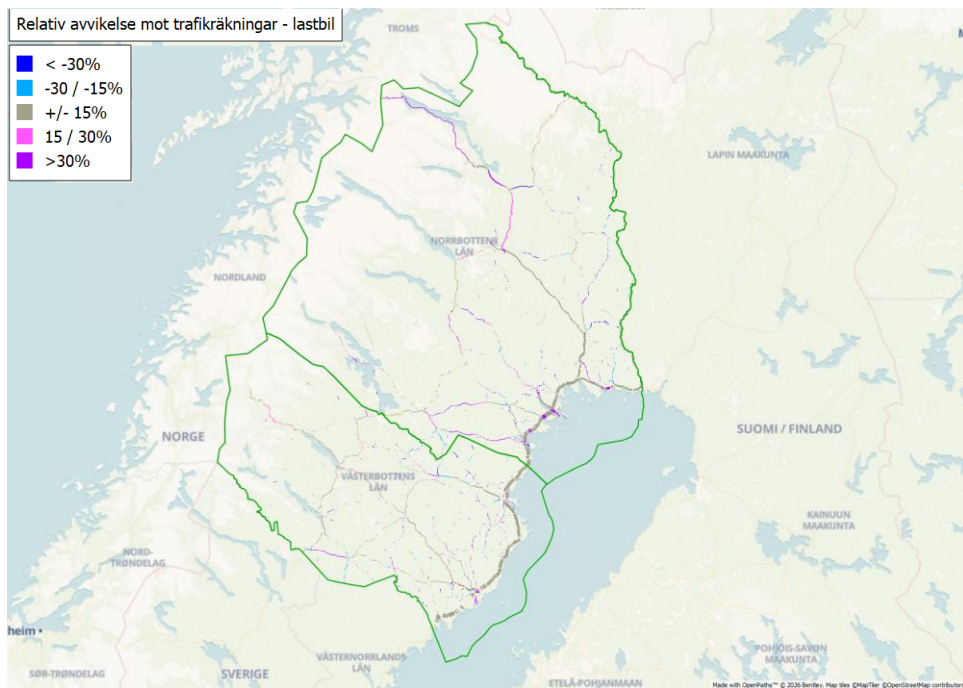 Relativ avvikelse mot trafikräkningar - lastbil
< -30%
-30 / -15%
+/- 15%
15 / 30%
>30%
TROMS
LAPIN MAAKUNTA
NORRBOTTENS
LÄN
NORDLAND
NORGE
SUOMI / FINLAND
VÄSTERBOTTENS
LÄN
KAINUUN
MAAKUNTA
NORD-
TRØNDELAG
heim
VÄSTERNORRLANDS
LÄN
POHJOIS-SAVON
MAAKUNTA
SØR-TRØNDELAG
SVERIGE
ETELÄ-POHJANMAAN
Made with OpenPaths™ © 2026 Bentley. Map tiles ©MapTiler ©OpenStreetMap contributors